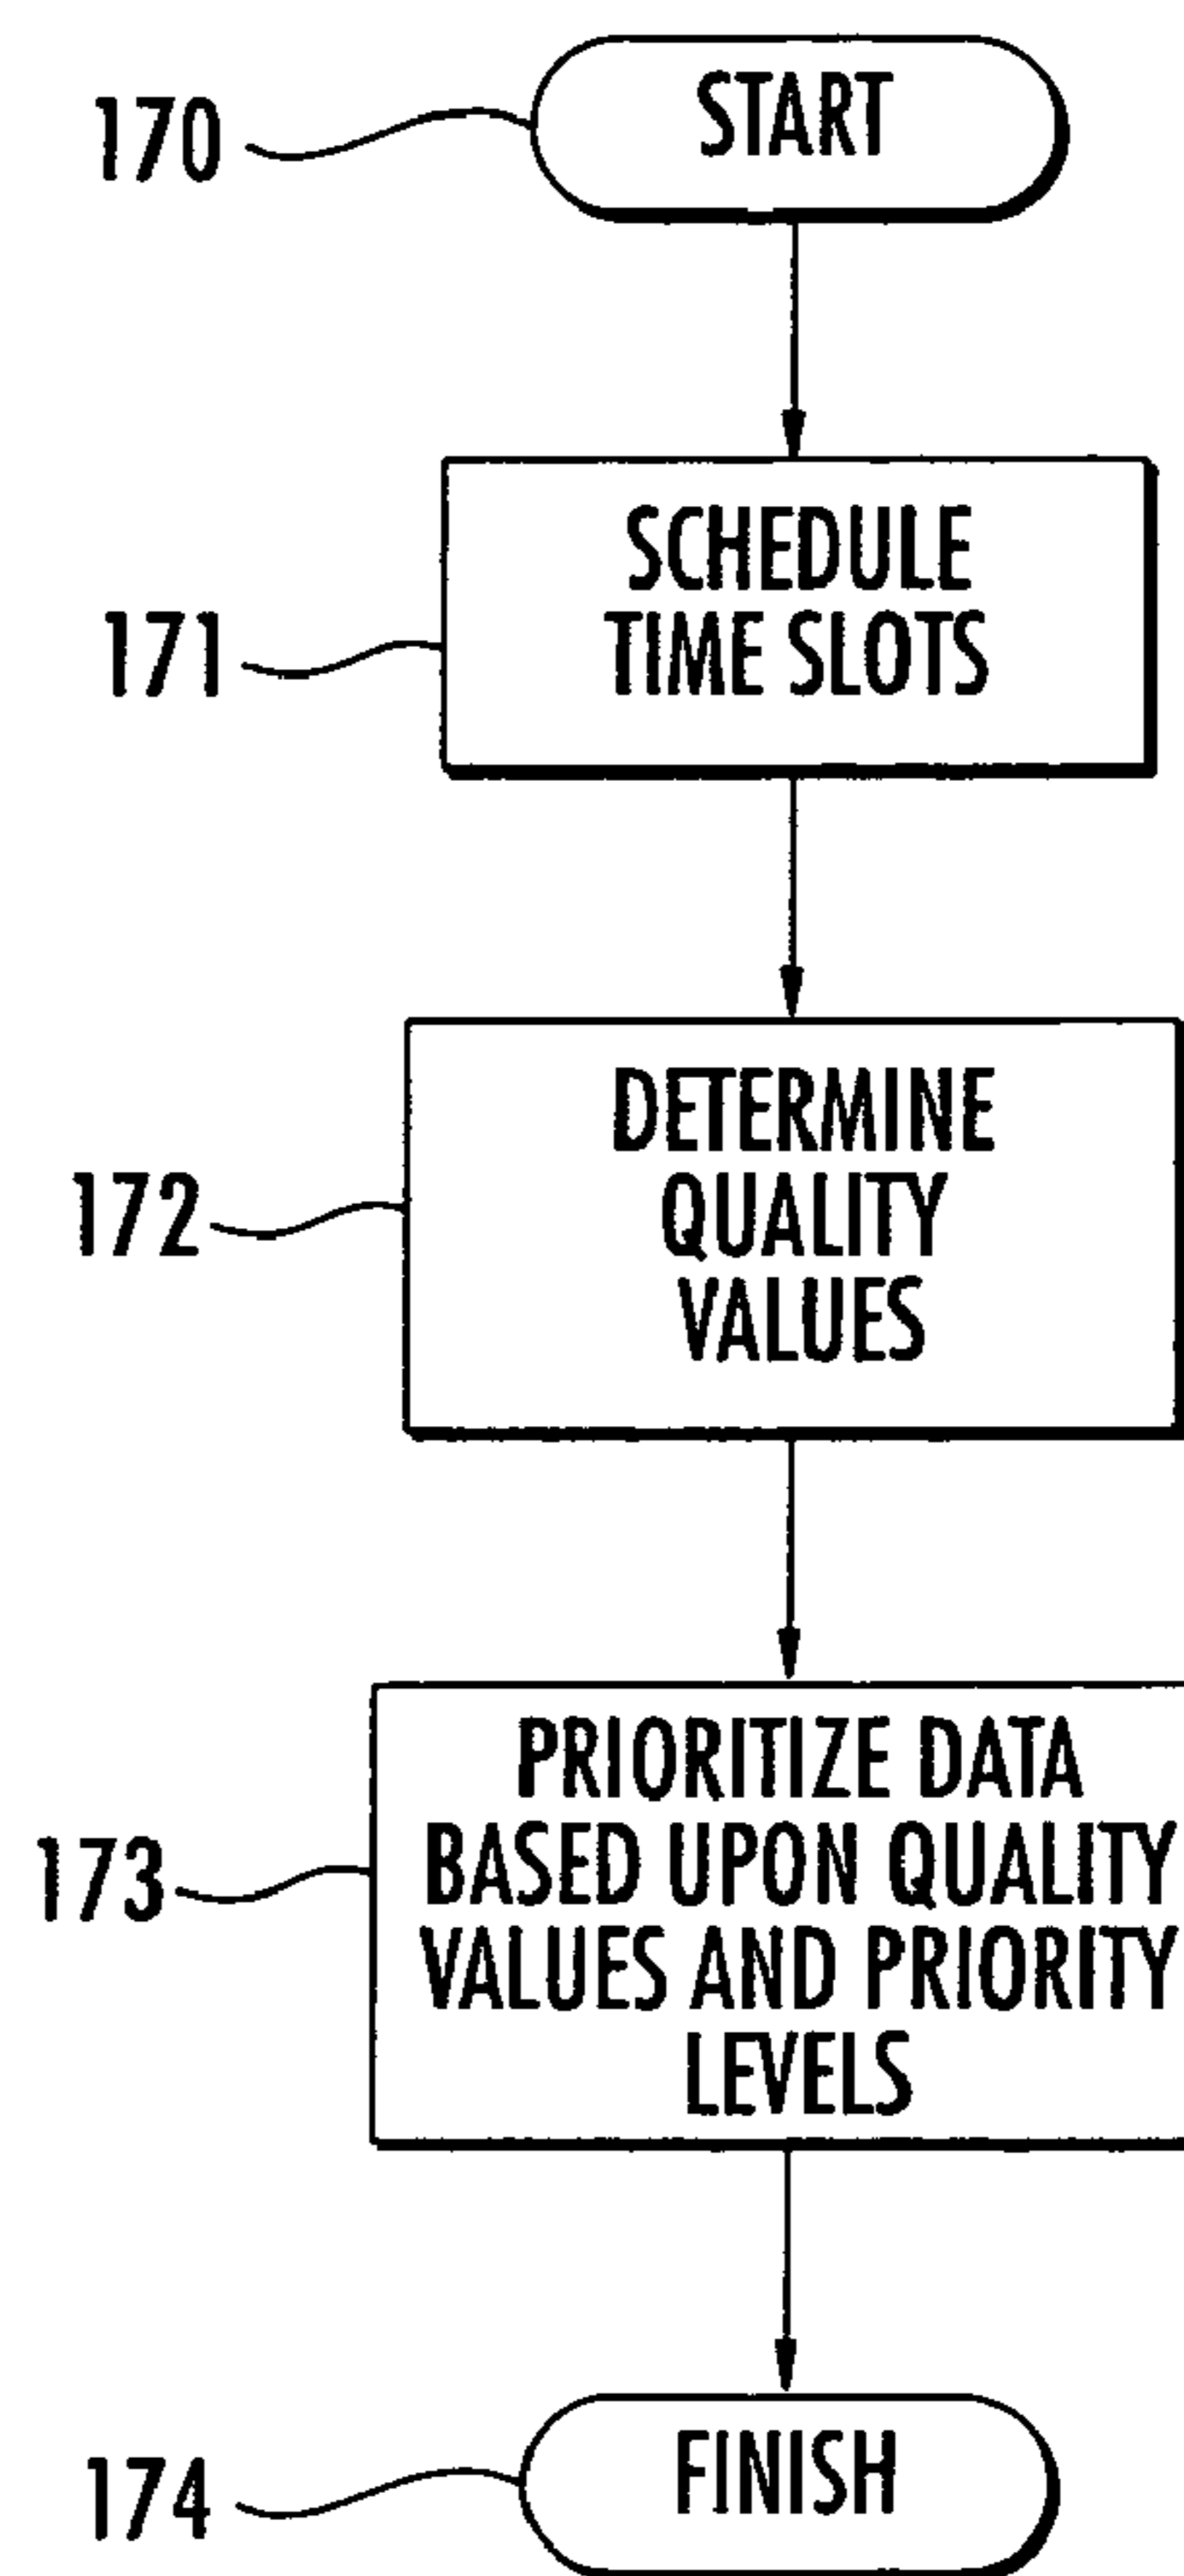 170
START
171
SCHEDULE
TIME SLOTS
172
DETERMINE
QUALITY
VALUES
173
PRIORITIZE DATA
BASED UPON QUALITY
VALUES AND PRIORITY
LEVELS
174
FINISH